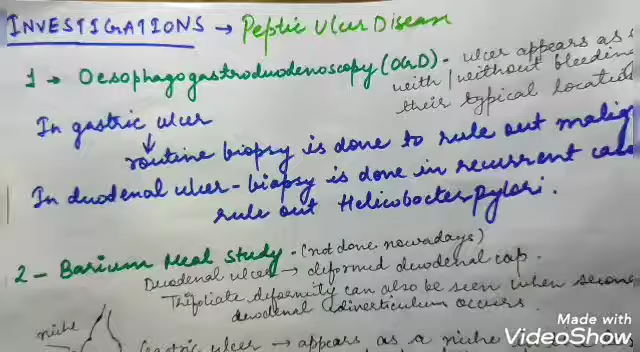 INVESTIGATIONS → Peptic Ulcer Disease
1 → Oesophagogastroduodenoscopy (OGD) - ulcer appears as
with/without bleeding
their typical location
In gastric ulcer
↓
routine biopsy is done to rule out malig
In duodenal ulcer - biopsy is done in recurrent cas
rule out Helicobacter pylori.
2 - Barium Meal Study - (not done nowadays)
Duodenal ulcer → deformed duodenal cap.
Trifoliate deformity can also be seen when secon
duodenal diverticulum occurs.
niche
Gastric ulcer → appears as a niche
Made with
VideoShow